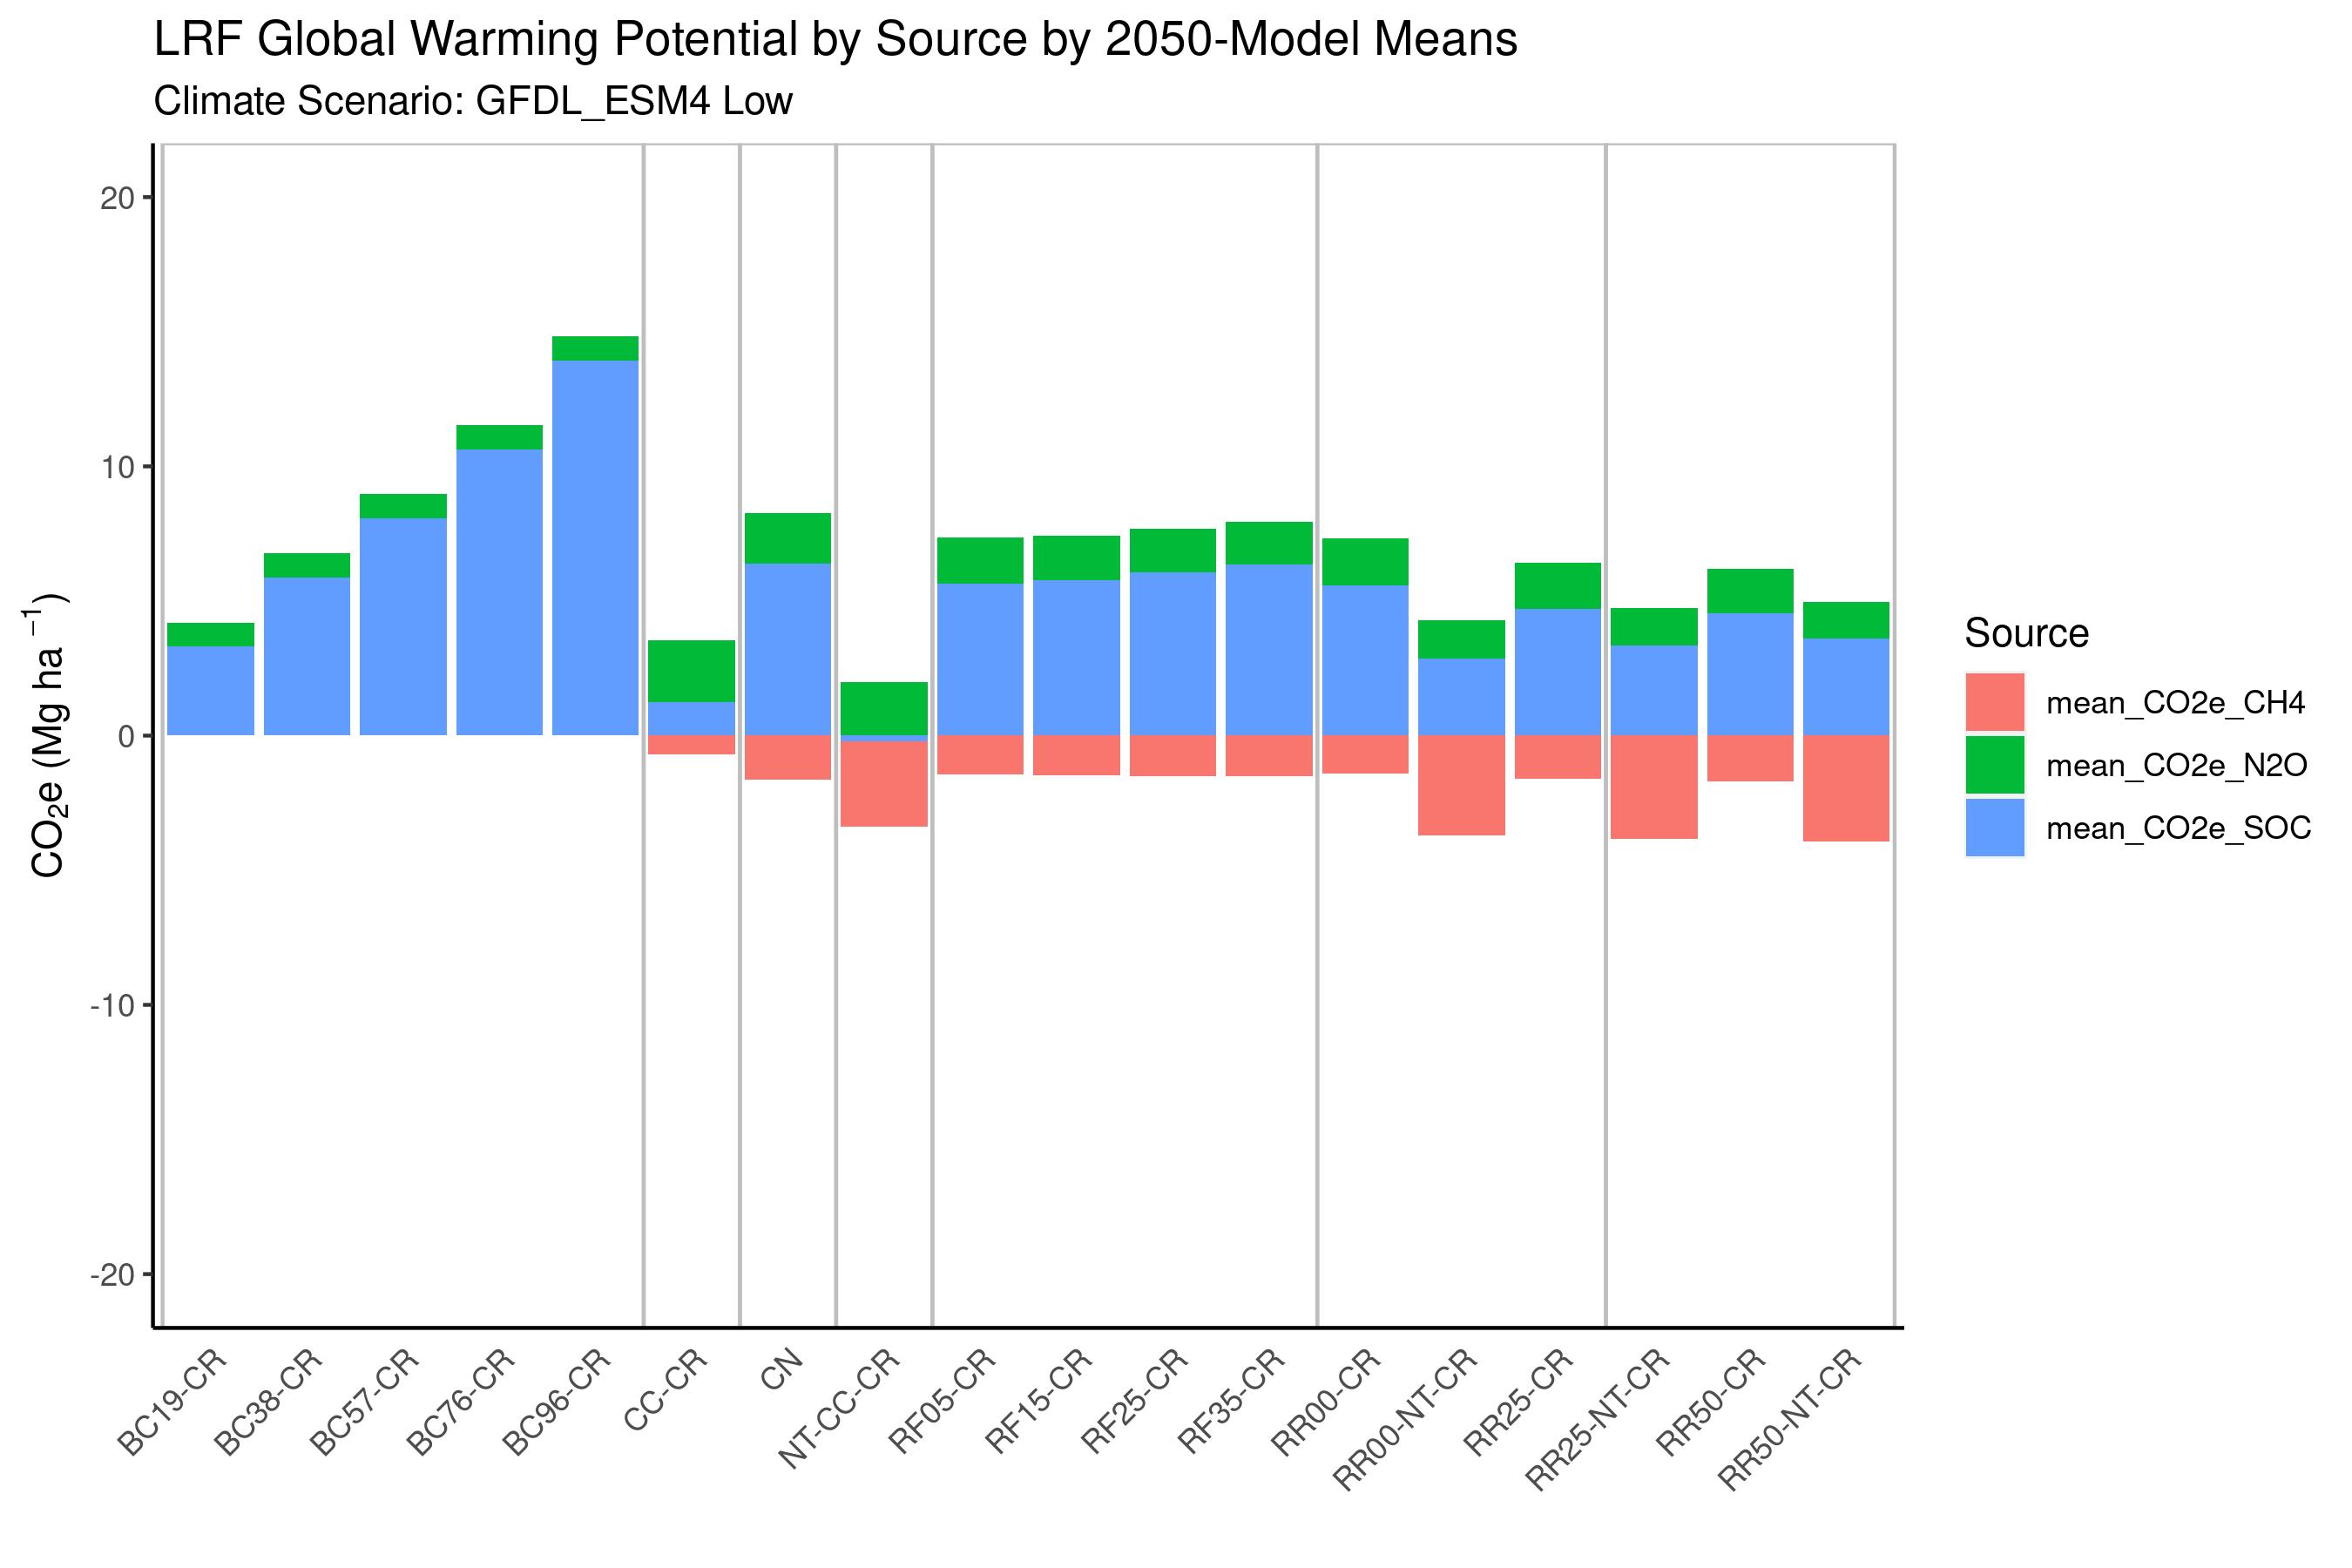 LRF Global Warming Potential by Source by 2050-Model Means
Climate Scenario: GFDL_ESM4 Low
CO₂e (Mg ha ⁻¹)
20
10
0
-10
-20
BC19-CR
BC38-CR
BC57-CR
BC76-CR
BC96-CR
CC-CR
CN
NT-CC-CR
RF05-CR
RF15-CR
RF25-CR
RF35-CR
RR00-CR
RR00-NT-CR
RR25-CR
RR25-NT-CR
RR50-CR
RR50-NT-CR
Source
mean_CO2e_CH4
mean_CO2e_N2O
mean_CO2e_SOC